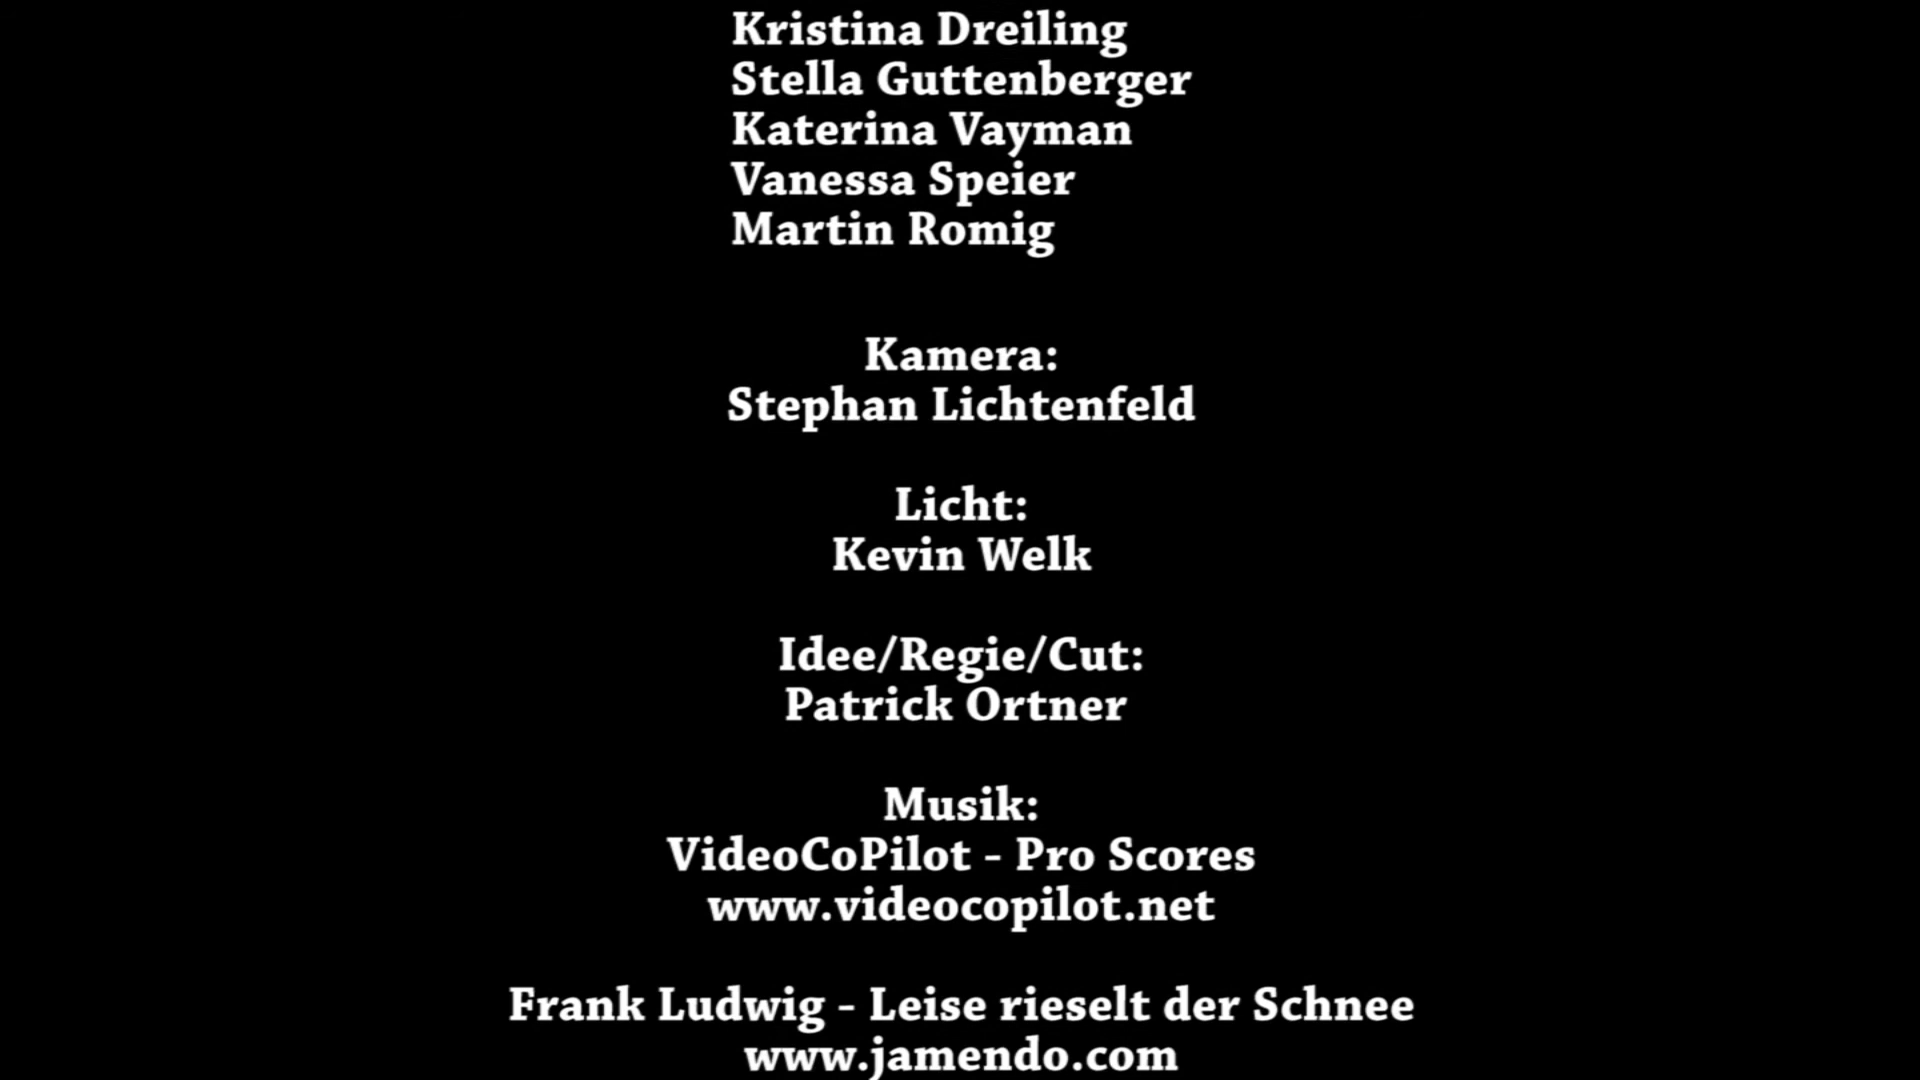 Kristina Dreiling
Stella Guttenberger
Katerina Vayman
Vanessa Speier
Martin Romig
Kamera:
Stephan Lichtenfeld
Licht:
Kevin Welk
Idee/Regie/Cut:
Patrick Ortner
Musik:
VideoCoPilot - Pro Scores
www.videocopilot.net
Frank Ludwig - Leise rieselt der Schnee
www.jamendo.com